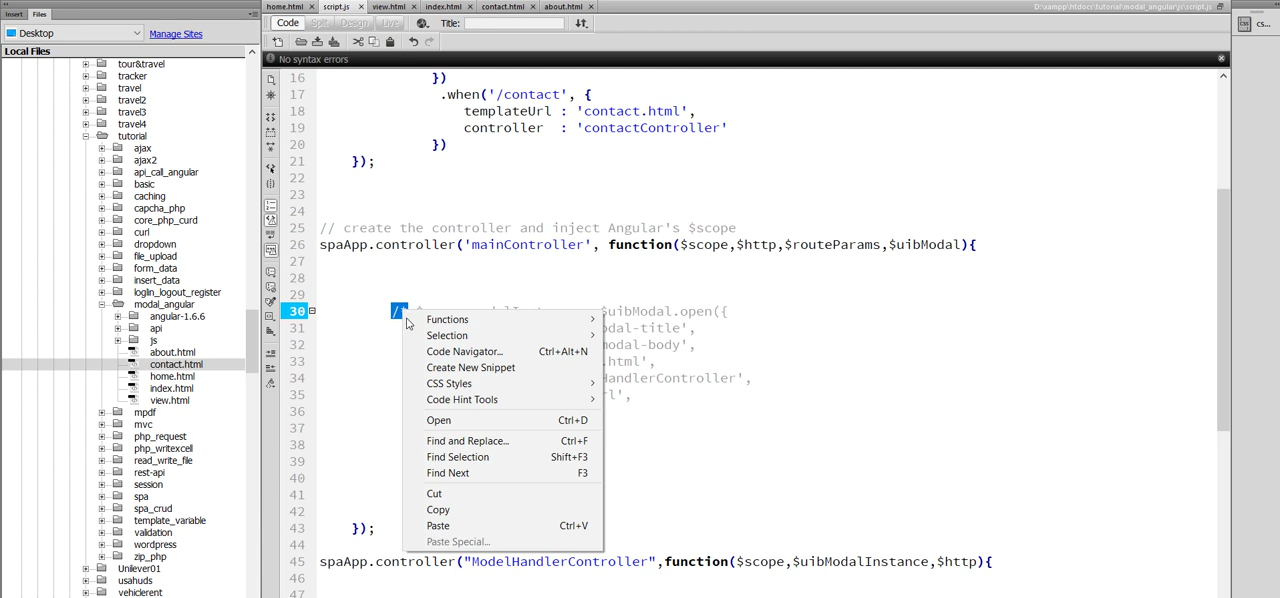 Insert
Files
Desktop
Manage Sites
Local Files
tour&travel
tracker
travel
travel2
travel3
travel4
tutorial
ajax
ajax2
api_call_angular
basic
caching
capcha_php
core_php_curd
curl
dropdown
file_upload
form_data
insert_data
loglin_logout_register
modal_angular
angular-1.6.6
api
js
about.html
contact.html
home.html
index.html
view.html
mpdf
mvc
php_request
php_writexcell
read_write_file
rest-api
session
spa
spa_crud
template_variable
validation
wordpress
zip_php
Unilever01
usahuds
vehiclerent
home.html script.js view.html index.html contact.html about.html
D:\xampp\htdocs\tutorial\modal_angular\js\script.js
Code Split Design Live Title:
No syntax errors
16 })
17 .when('/contact', {
18 templateUrl : 'contact.html',
19 controller : 'contactController'
20 })
21 });
22
23
24
25 // create the controller and inject Angular's $scope
26 spaApp.controller('mainController', function($scope,$http,$routeParams,$uibModal){
27
28
29
30 $uibModal.open({
31 dal-title',
32 dal-body',
33 .html',
34 HandlerController',
35 rl',
36
37
38
39
40
41
42
43 });
44
45 spaApp.controller("ModelHandlerController",function($scope,$uibModalInstance,$http){
46
47
Functions
Selection
Code Navigator... Ctrl+Alt+N
Create New Snippet
CSS Styles
Code Hint Tools
Open Ctrl+D
Find and Replace... Ctrl+F
Find Selection Shift+F3
Find Next F3
Cut
Copy
Paste Ctrl+V
Paste Special...
CSS cs...